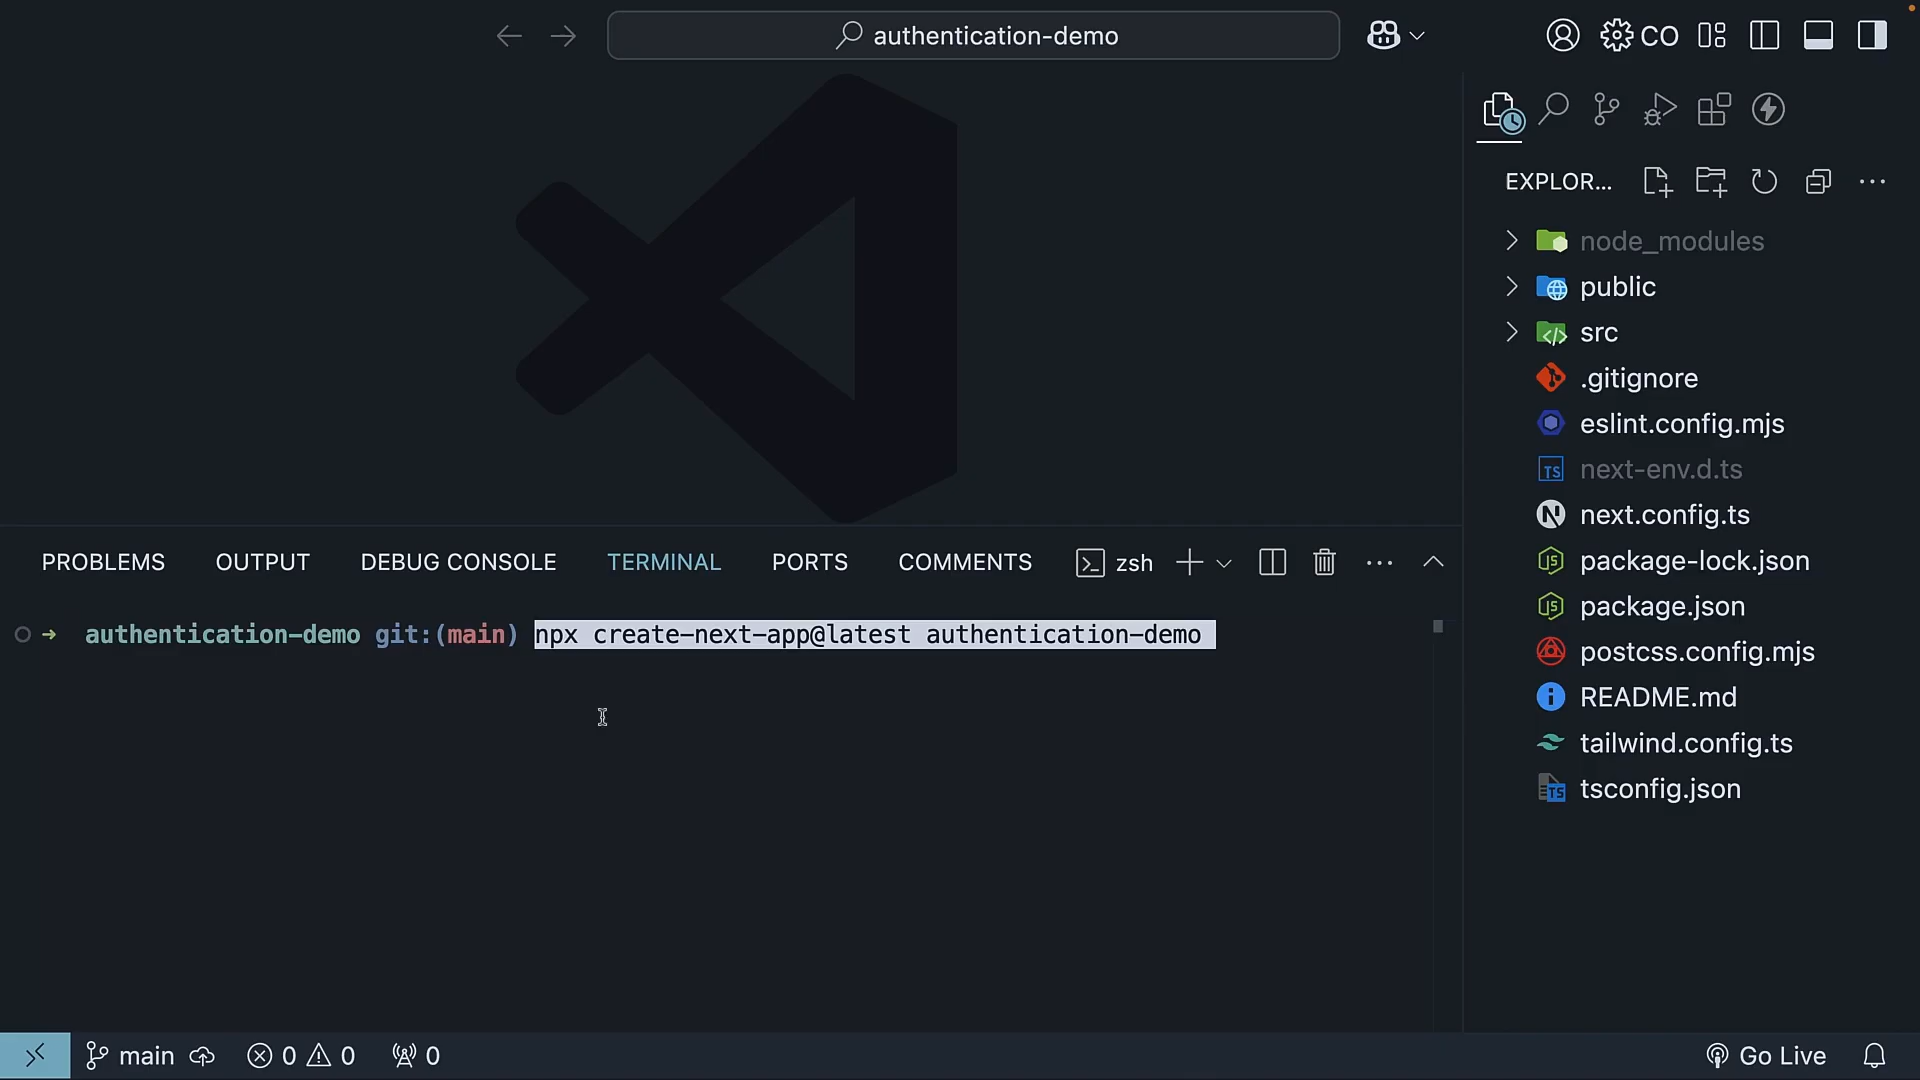 authentication-demo
CO
EXPLOR...
node_modules
public
src
.gitignore
eslint.config.mjs
next-env.d.ts
next.config.ts
package-lock.json
package.json
postcss.config.mjs
README.md
tailwind.config.ts
tsconfig.json
PROBLEMS OUTPUT DEBUG CONSOLE TERMINAL PORTS COMMENTS zsh
authentication-demo git:(main) npx create-next-app@latest authentication-demo
main 0 0 0 Go Live